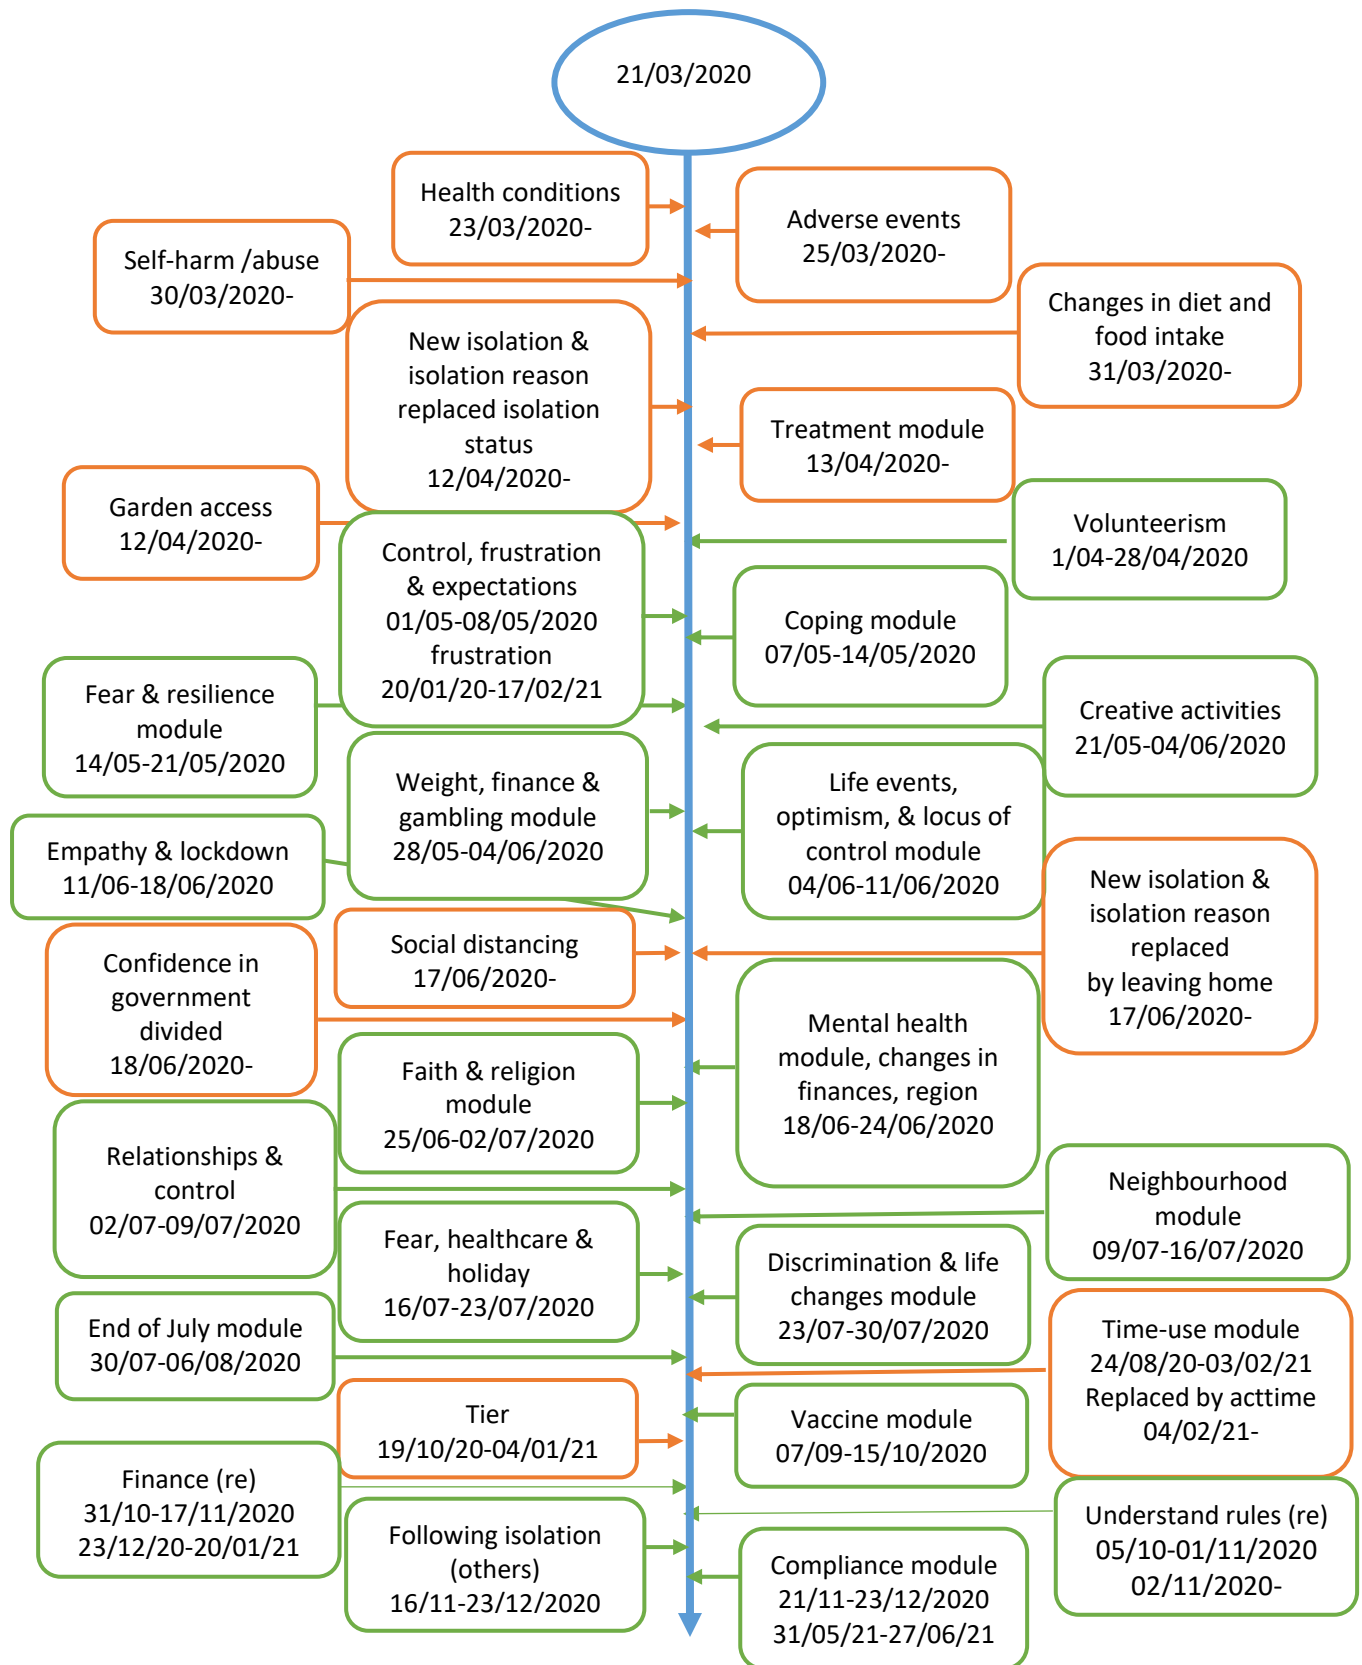 21/03/2020
Health conditions
23/03/2020-
Adverse events
25/03/2020-
Self-harm /abuse
30/03/2020-
Changes in diet and
food intake
31/03/2020-
New isolation &
isolation reason
replaced isolation
status
12/04/2020-
Treatment module
13/04/2020-
Garden access
12/04/2020-
Volunteerism
1/04-28/04/2020
Control, frustration
& expectations
01/05-08/05/2020
frustration
20/01/20-17/02/21
Coping module
07/05-14/05/2020
Fear & resilience
module
14/05-21/05/2020
Creative activities
21/05-04/06/2020
Weight, finance &
gambling module
28/05-04/06/2020
Life events,
optimism, & locus of
control module
04/06-11/06/2020
Empathy & lockdown
11/06-18/06/2020
New isolation &
isolation reason
replaced
by leaving home
17/06/2020-
Social distancing
17/06/2020-
Confidence in
government
divided
18/06/2020-
Mental health
module, changes in
finances, region
18/06-24/06/2020
Faith & religion
module
25/06-02/07/2020
Relationships &
control
02/07-09/07/2020
Neighbourhood
module
09/07-16/07/2020
Fear, healthcare &
holiday
16/07-23/07/2020
Discrimination & life
changes module
23/07-30/07/2020
End of July module
30/07-06/08/2020
Time-use module
24/08/20-03/02/21
Replaced by acttime
04/02/21-
Tier
19/10/20-04/01/21
Vaccine module
07/09-15/10/2020
Finance (re)
31/10-17/11/2020
23/12/20-20/01/21
Understand rules (re)
05/10-01/11/2020
02/11/2020-
Following isolation
(others)
16/11-23/12/2020
Compliance module
21/11-23/12/2020
31/05/21-27/06/21